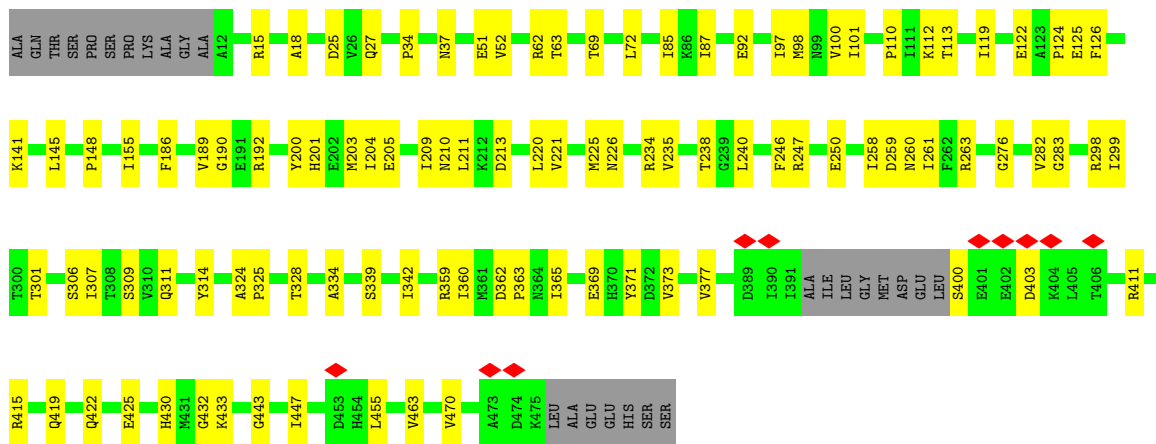 ALA GLN THR SER PRO SER PRO LYS ALA GLY ALA A12 R15 A18 D25 V26 Q27 P34 N37 E51 V52 R62 T63 T69 L72 I85 K86 I87 E92 I97 M98 N99 V100 I101 P110 I111 K112 T113 I119 E122 A123 P124 E125 F126
K141 L145 P148 I155 F186 V189 G190 E191 R192 Y200 H201 E202 M203 I204 E205 I209 N210 L211 K212 D213 L220 V221 M225 N226 R234 V235 T238 G239 L240 F246 R247 E250 I258 D259 N260 I261 F262 R263 G276 V282 G283 R298 I299
T300 T301 S306 I307 T308 S309 V310 Q311 Y314 A324 P325 T328 A334 S339 I342 R359 I360 M361 D362 P363 N364 I365 E369 H370 Y371 D372 V373 V377 D389 I390 I391 ALA ILE LEU GLY MET ASP GLU LEU S400 E401 E402 D403 K404 L405 T406 R411
R415 Q419 Q422 E425 H430 M431 G432 K433 G443 I447 D453 H454 L455 V463 V470 A473 D474 K475 LEU ALA GLU GLU HIS SER SER